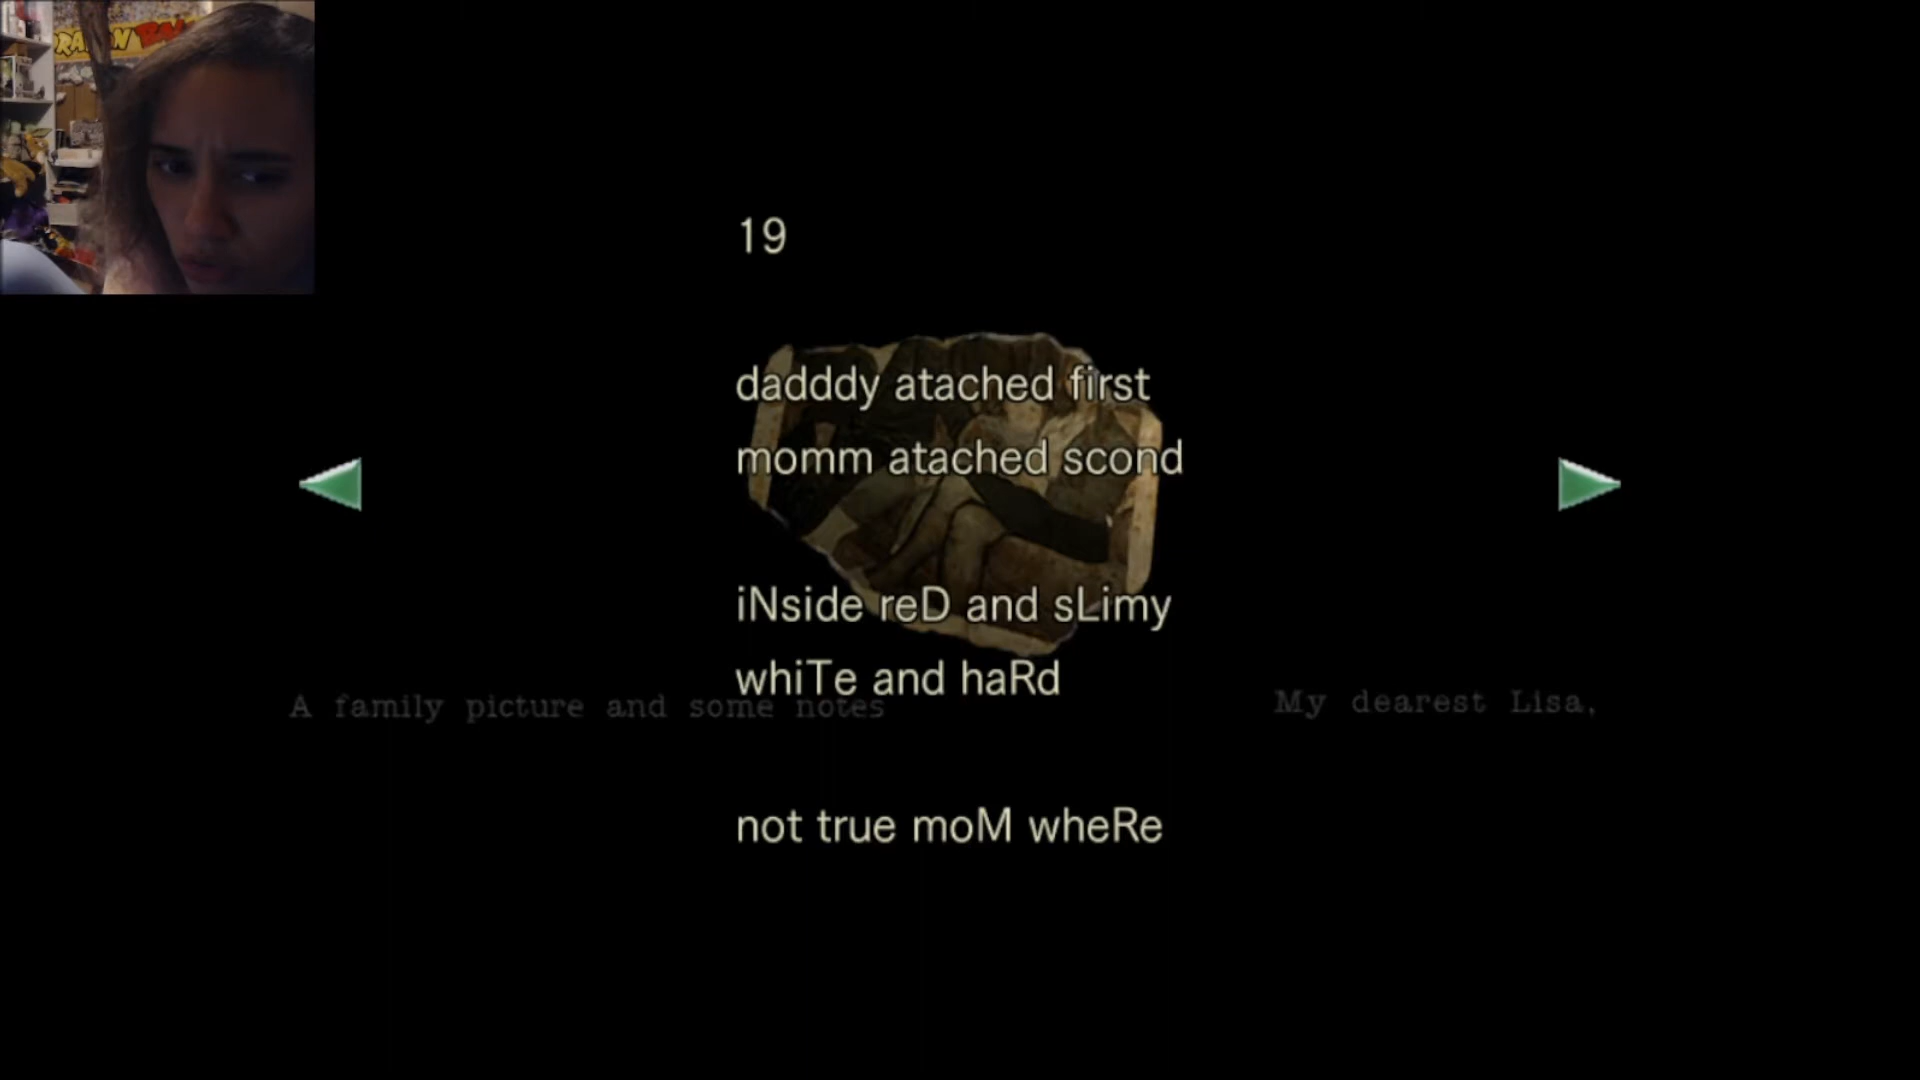 19
dadddy atached first
momm atached scond
iNside reD and sLimy
whiTe and haRd
A family picture and some notes
My dearest Lisa,
not true moM wheRe